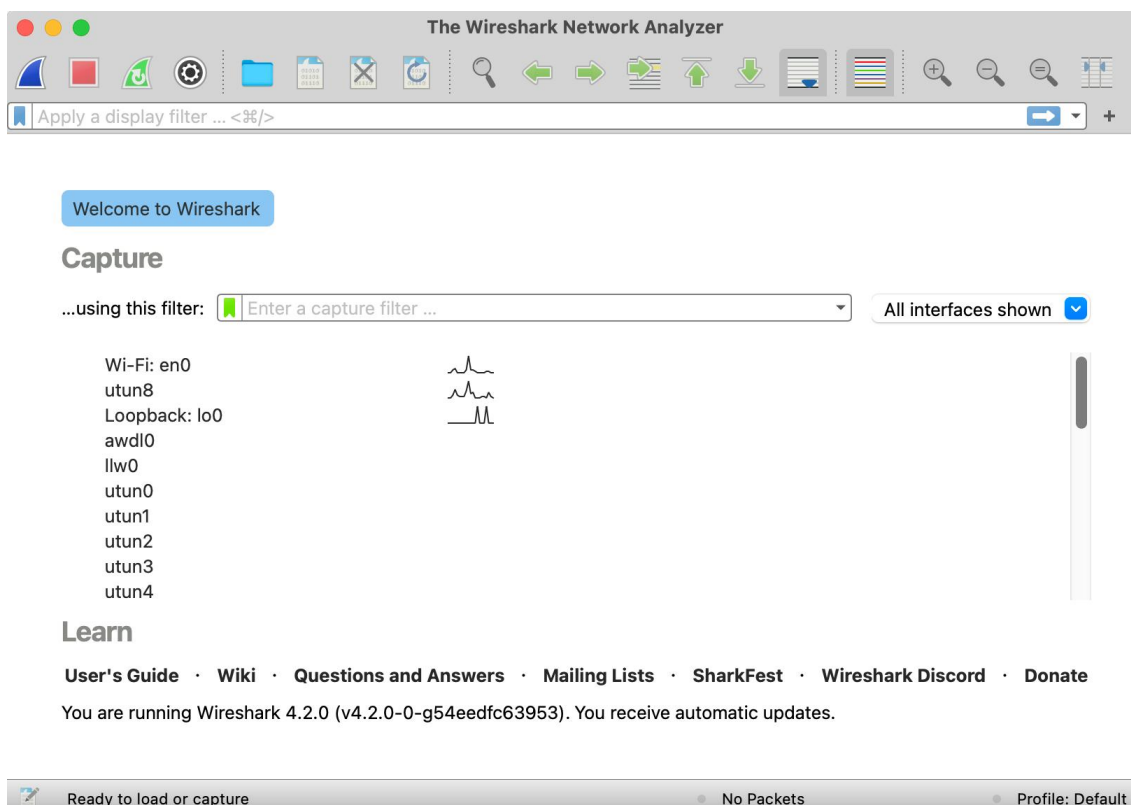 The Wireshark Network Analyzer
Apply a display filter ... <⌘/>
+
Welcome to Wireshark
Capture
...using this filter: Enter a capture filter ... All interfaces shown
Wi-Fi: en0
utun8
Loopback: lo0
awdl0
llw0
utun0
utun1
utun2
utun3
utun4
Learn
User's Guide · Wiki · Questions and Answers · Mailing Lists · SharkFest · Wireshark Discord · Donate
You are running Wireshark 4.2.0 (v4.2.0-0-g54eedfc63953). You receive automatic updates.
Ready to load or capture No Packets Profile: Default